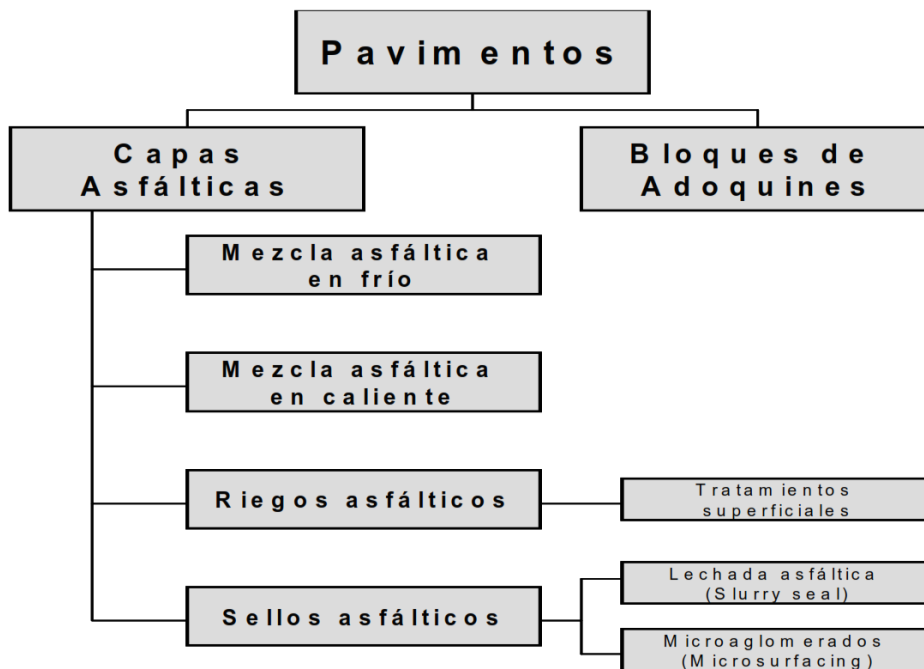 Pavimentos
Capas
Asfálticas
Bloques de
Adoquines
Mezcla asfáltica
en frío
Mezcla asfáltica
en caliente
Riegos asfálticos
Tratamientos
superficiales
Sellos asfálticos
Lechada asfáltica
(Slurry seal)
Microaglomerados
(Microsurfacing)